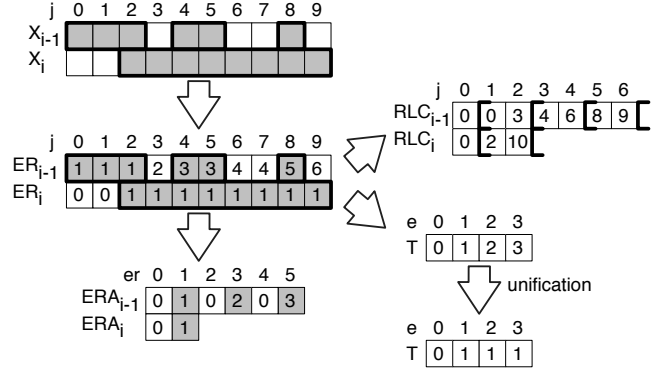 j 0 1 2 3 4 5 6 7 8 9
Xi-1
Xi
j 0 1 2 3 4 5 6
RLCi-1 0 0 3 4 6 8 9
RLCi 0 2 10
j 0 1 2 3 4 5 6 7 8 9
ERi-1 1 1 1 2 3 3 4 4 5 6
ERi 0 0 1 1 1 1 1 1 1 1
e 0 1 2 3
T 0 1 2 3
er 0 1 2 3 4 5
ERAi-1 0 1 0 2 0 3
ERAi 0 1
unification
e 0 1 2 3
T 0 1 1 1